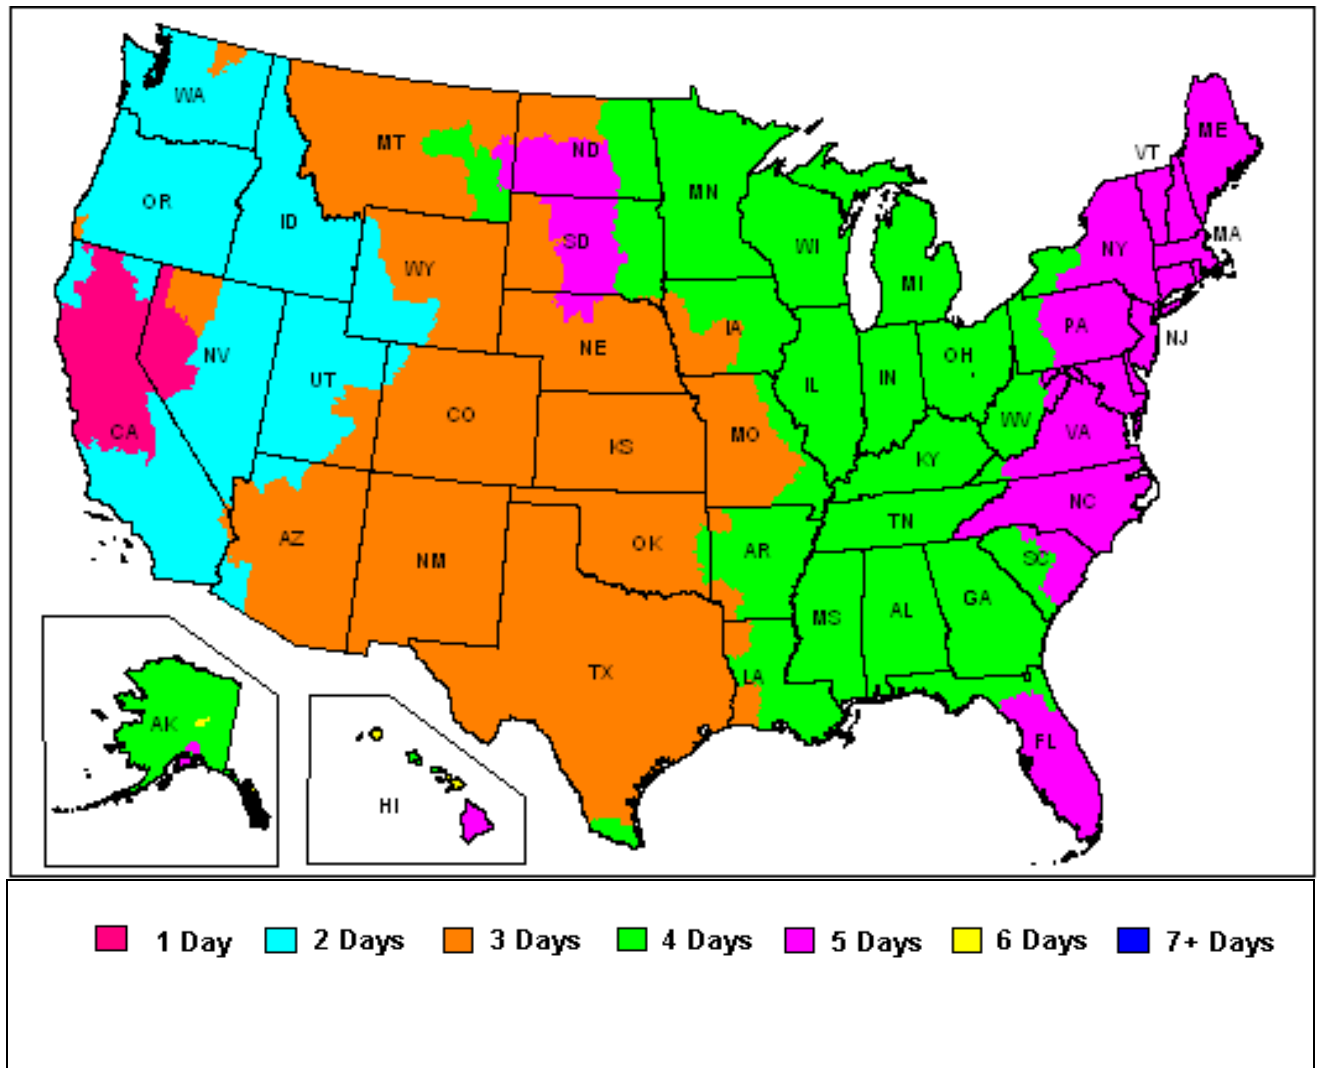 WA
ME
MT
ND
VT
MN
OR
ID
MA
SD
WI
NY
WY
MI
IA
PA
NJ
NE
NV
OH
UT
IL
IN
CO
WV
CA
MO
VA
KS
KY
NC
TN
AZ
OK
AR
NM
SC
GA
MS
AL
TX
LA
AK
FL
HI
1 Day 2 Days 3 Days 4 Days 5 Days 6 Days 7+ Days